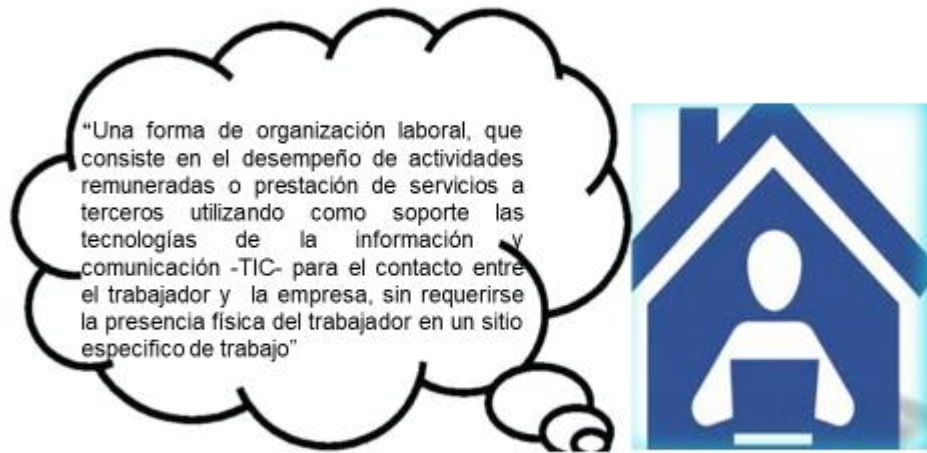 “Una forma de organización laboral, que
consiste en el desempeño de actividades
remuneradas o prestación de servicios a
terceros utilizando como soporte las
tecnologías de la información y
comunicación -TIC- para el contacto entre
el trabajador y la empresa, sin requerirse
la presencia física del trabajador en un sitio
especifico de trabajo”